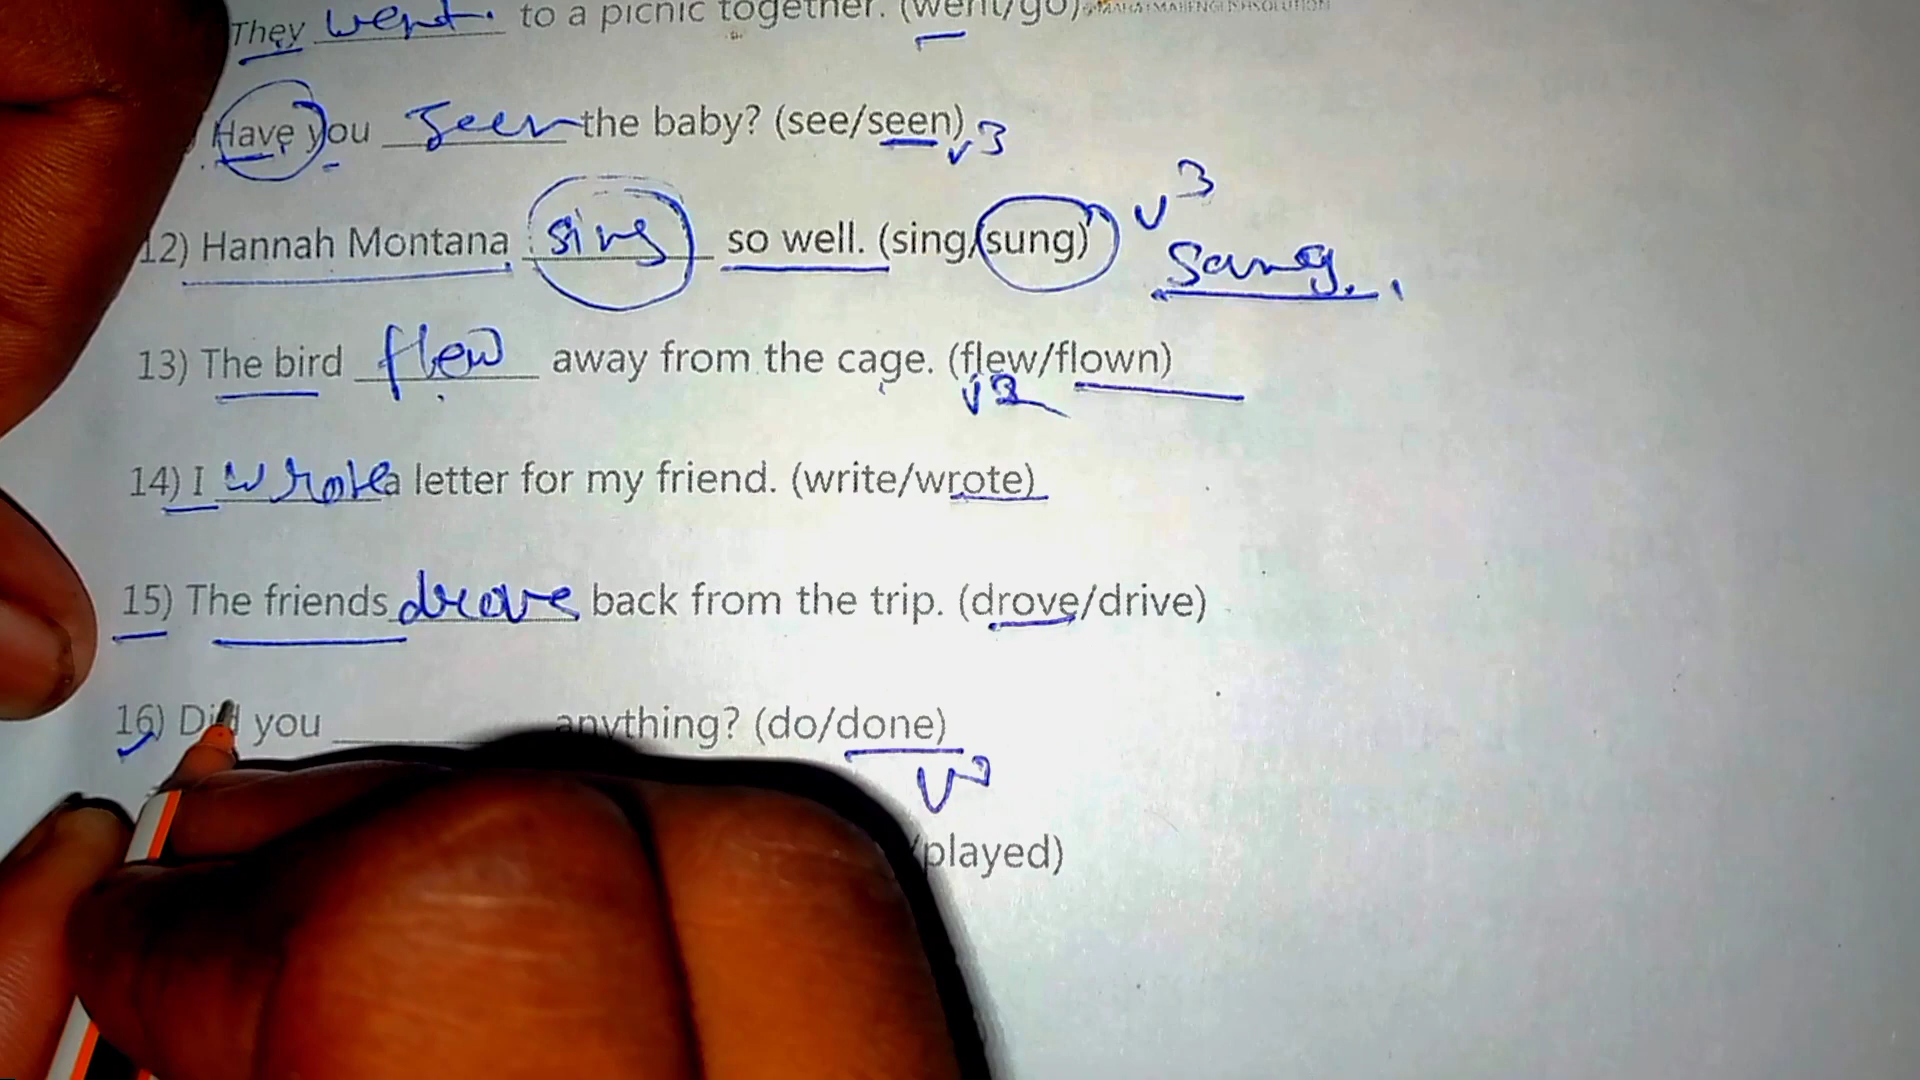 They went. to a picnic together. (went/go)
Have you seen the baby? (see/seen) v3
12) Hannah Montana sing so well. (sing/sung) v3 sang.
13) The bird flew away from the cage. (flew/flown)
v2
14) I wrote a letter for my friend. (write/wrote)
15) The friends drove back from the trip. (drove/drive)
16) Did you ________ anything? (do/done)
v3
/played)